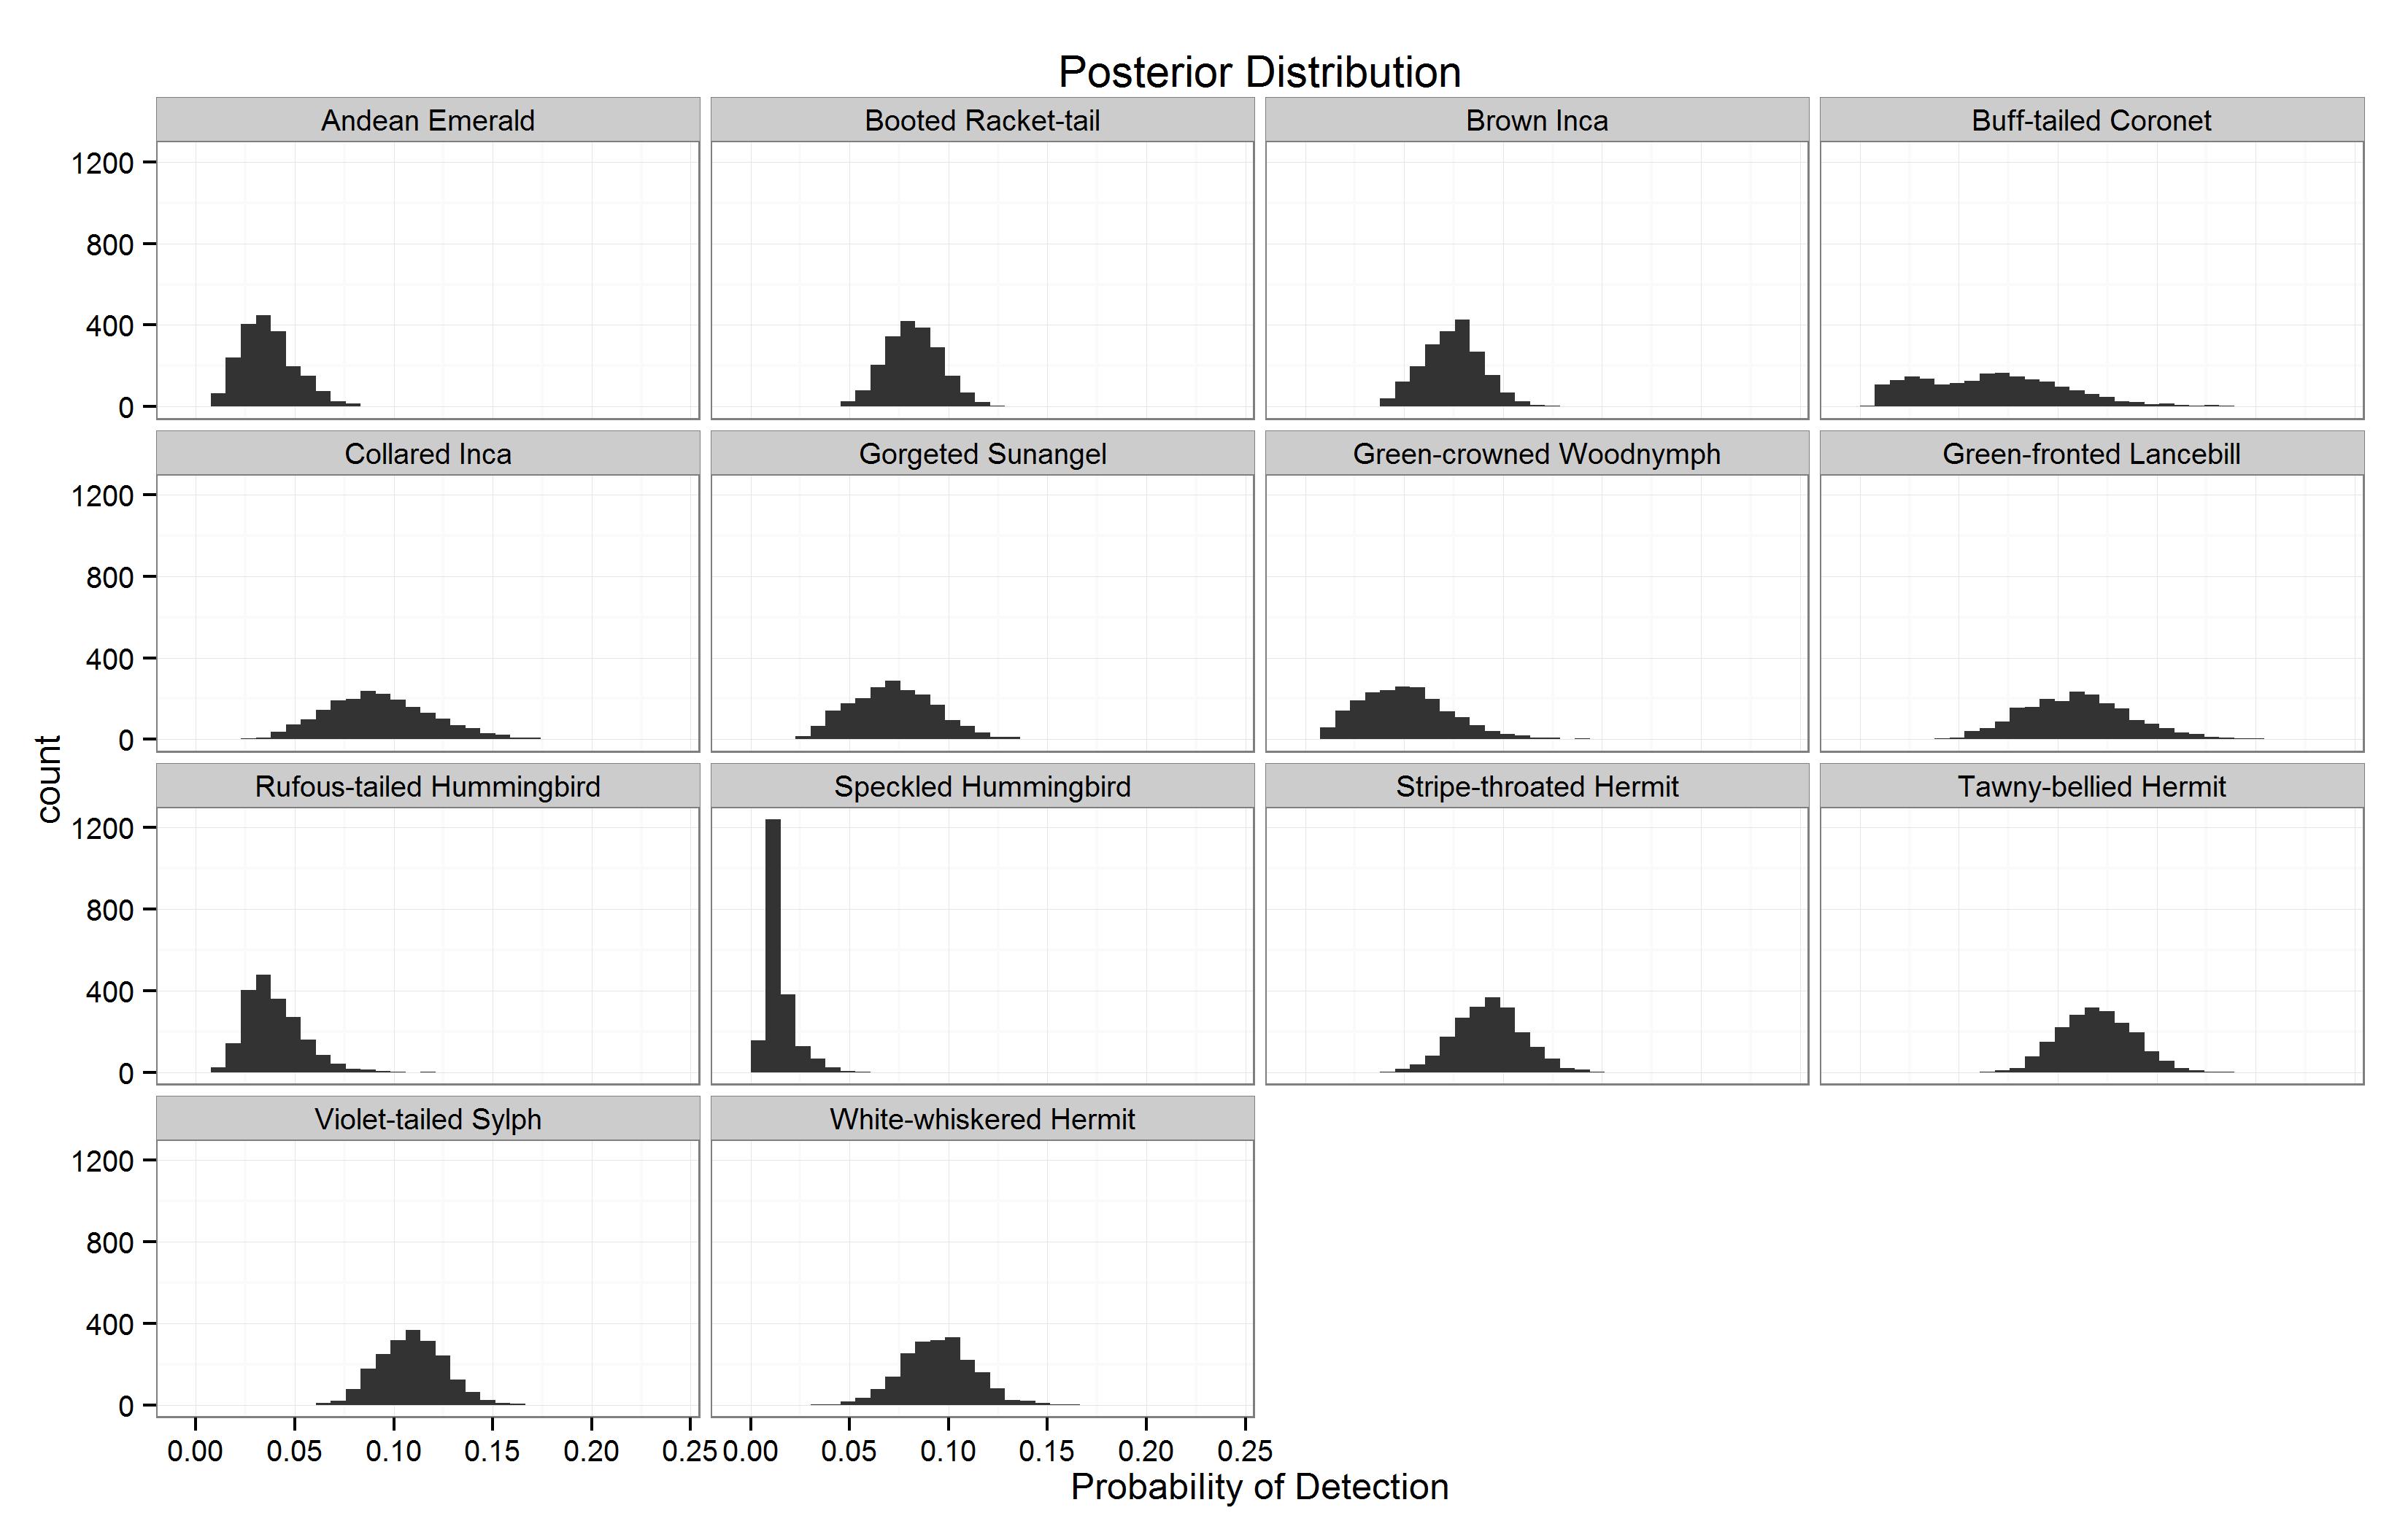 Posterior Distribution
Andean Emerald
Booted Racket-tail
Brown Inca
Buff-tailed Coronet
1200
800
400
0
Collared Inca
Gorgeted Sunangel
Green-crowned Woodnymph
Green-fronted Lancebill
1200
800
400
0
count
Rufous-tailed Hummingbird
Speckled Hummingbird
Stripe-throated Hermit
Tawny-bellied Hermit
1200
800
400
0
Violet-tailed Sylph
White-whiskered Hermit
1200
800
400
0
0.00 0.05 0.10 0.15 0.20 0.25
0.00 0.05 0.10 0.15 0.20 0.25
Probability of Detection